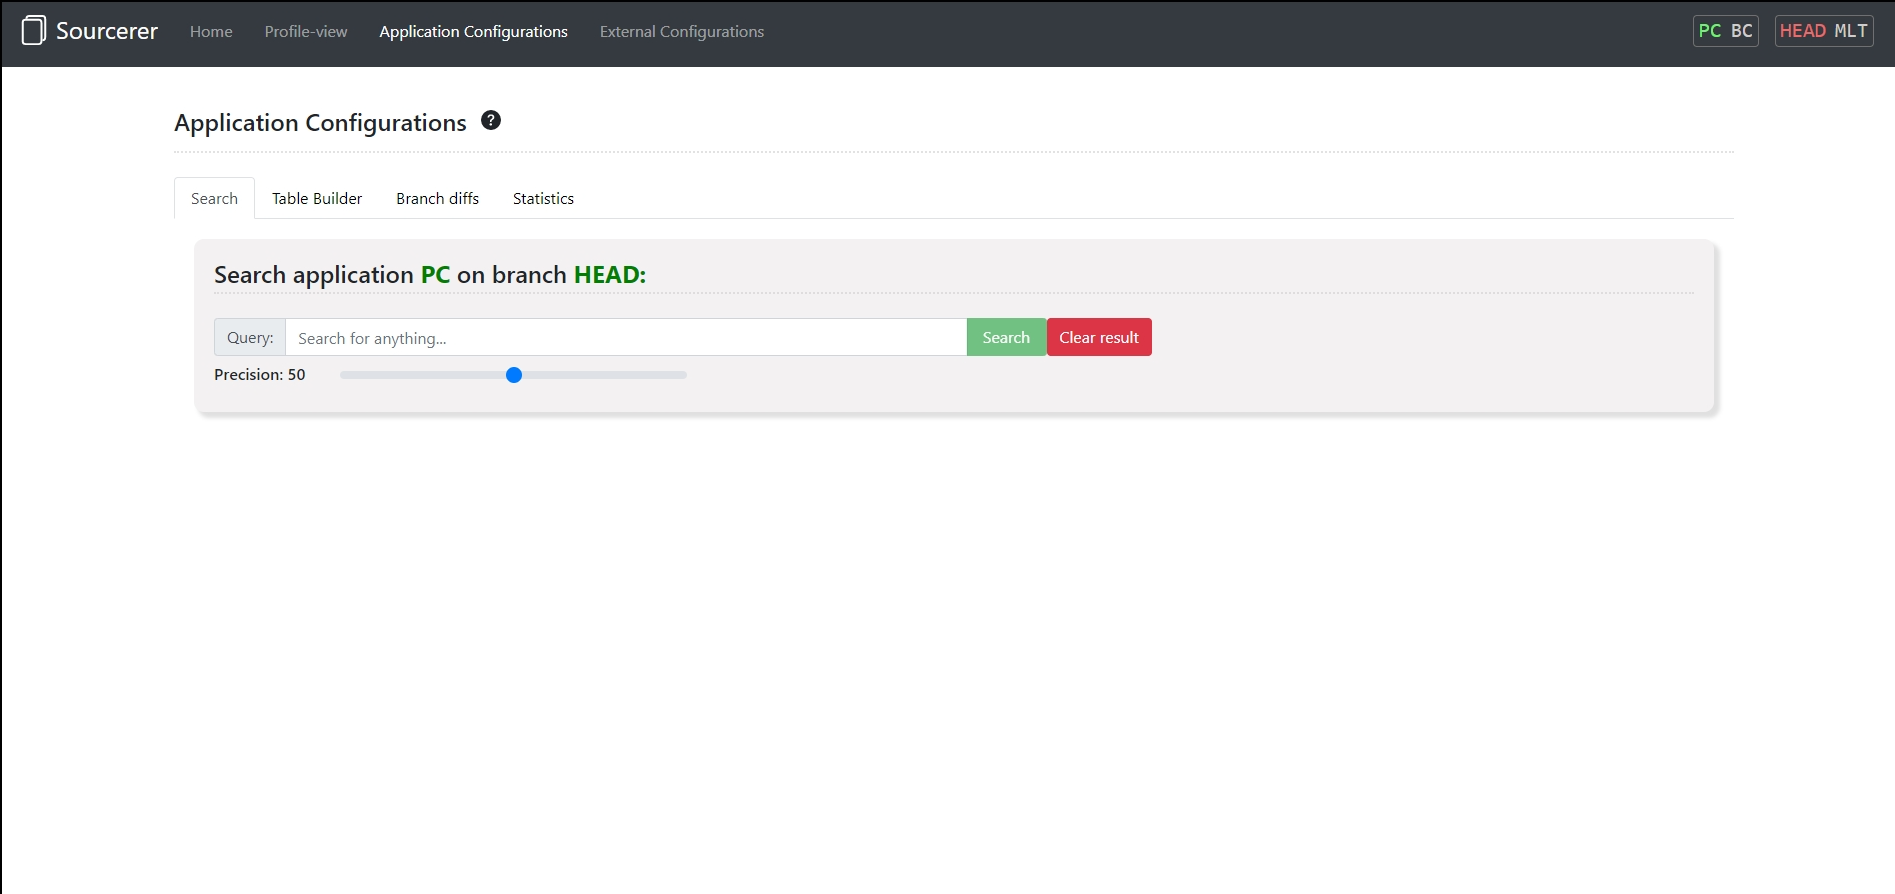 Sourcerer Home Profile-view Application Configurations External Configurations PC BC HEAD MLT
Application Configurations ?
Search Table Builder Branch diffs Statistics
Search application PC on branch HEAD:
Query: Search for anything... Search Clear result
Precision: 50